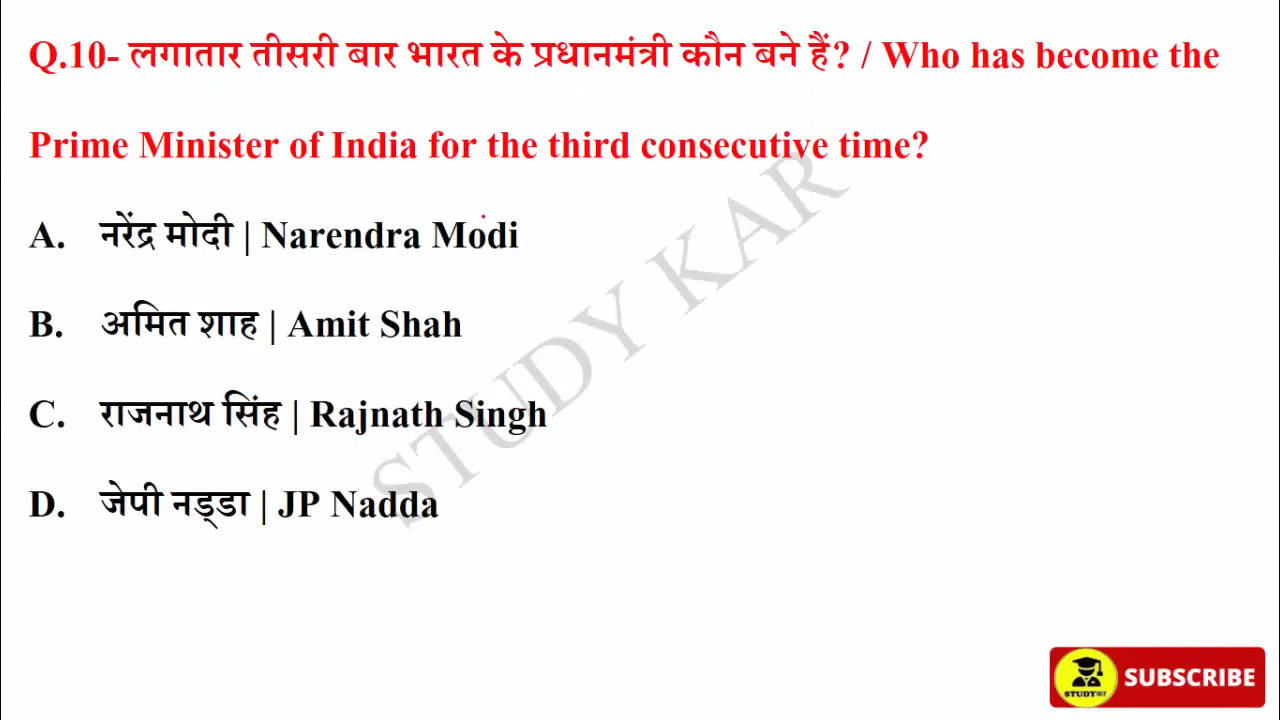 Q.10- लगातार तीसरी बार भारत के प्रधानमंत्री कौन बने हैं? / Who has become the
Prime Minister of India for the third consecutive time?
A. नरेंद्र मोदी | Narendra Modi
B. अमित शाह | Amit Shah
C. राजनाथ सिंह | Rajnath Singh
D. जेपी नड्डा | JP Nadda
STUDY KAR
STUDYकर
SUBSCRIBE